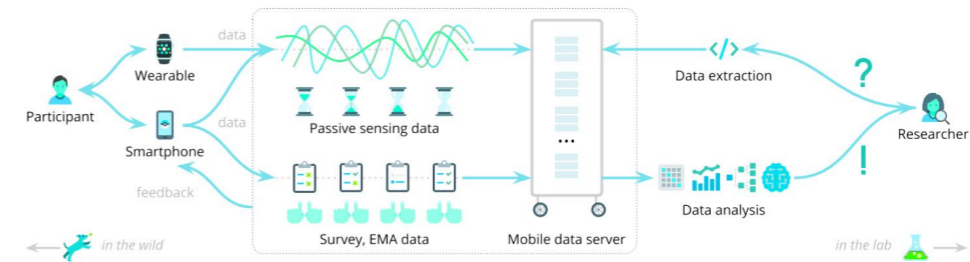 data
Wearable
Participant
Smartphone
data
feedback
in the wild
Passive sensing data
Survey, EMA data
...
Mobile data server
</>
Data extraction
?
!
Researcher
Data analysis
in the lab